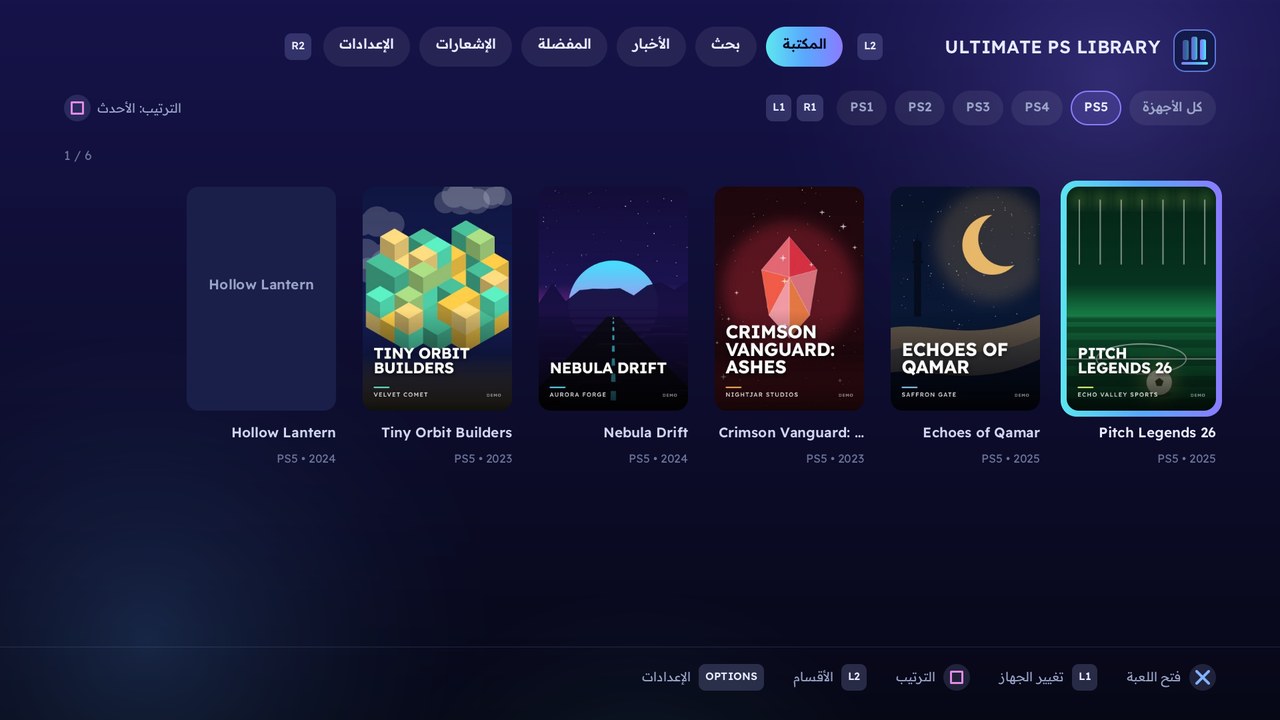 ULTIMATE PS LIBRARY
L2 المكتبة بحث الأخبار المفضلة الإشعارات الإعدادات R2
كل الأجهزة PS5 PS4 PS3 PS2 PS1 R1 L1
الترتيب: الأحدث
1 / 6
PITCH
LEGENDS 26
ECHO VALLEY SPORTS DEMO
Pitch Legends 26
PS5 • 2025
ECHOES OF
QAMAR
SAFFRON GATE DEMO
Echoes of Qamar
PS5 • 2025
CRIMSON
VANGUARD:
ASHES
NIGHTJAR STUDIOS DEMO
Crimson Vanguard: ...
PS5 • 2023
NEBULA DRIFT
AURORA FORGE DEMO
Nebula Drift
PS5 • 2024
TINY ORBIT
BUILDERS
VELVET COMET DEMO
Tiny Orbit Builders
PS5 • 2023
Hollow Lantern
Hollow Lantern
PS5 • 2024
فتح اللعبة L1 تغيير الجهاز الترتيب L2 الأقسام OPTIONS الإعدادات